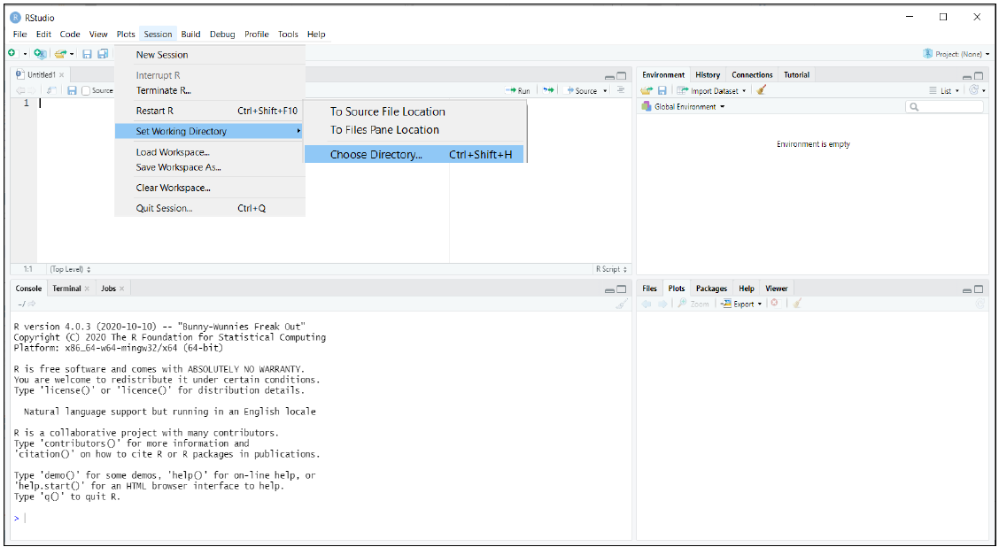 RStudio
File Edit Code View Plots Session Build Debug Profile Tools Help
Project: (None)
New Session
Interrupt R
Terminate R...
Restart R Ctrl+Shift+F10
Set Working Directory
Load Workspace...
Save Workspace As...
Clear Workspace...
Quit Session... Ctrl+Q
To Source File Location
To Files Pane Location
Choose Directory... Ctrl+Shift+H
Untitled1
Source
Run Source
1
1:1 (Top Level) R Script
Environment History Connections Tutorial
Import Dataset List
Global Environment
Environment is empty
Console Terminal Jobs
~/
R version 4.0.3 (2020-10-10) -- "Bunny-Wunnies Freak Out"
Copyright (C) 2020 The R Foundation for Statistical Computing
Platform: x86_64-w64-mingw32/x64 (64-bit)
R is free software and comes with ABSOLUTELY NO WARRANTY.
You are welcome to redistribute it under certain conditions.
Type 'license()' or 'licence()' for distribution details.
Natural language support but running in an English locale
R is a collaborative project with many contributors.
Type 'contributors()' for more information and
'citation()' on how to cite R or R packages in publications.
Type 'demo()' for some demos, 'help()' for on-line help, or
'help.start()' for an HTML browser interface to help.
Type 'q()' to quit R.
>
Files Plots Packages Help Viewer
Zoom Export